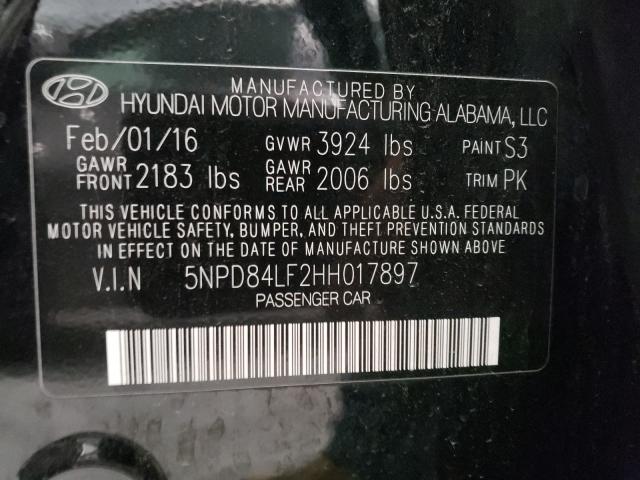 MANUFACTURED BY
HYUNDAI MOTOR MANUFACTURING ALABAMA, LLC
Feb/01/16 GVWR 3924 lbs PAINT S3
GAWR FRONT 2183 lbs GAWR REAR 2006 lbs TRIM PK
THIS VEHICLE CONFORMS TO ALL APPLICABLE U.S.A. FEDERAL
MOTOR VEHICLE SAFETY, BUMPER, AND THEFT PREVENTION STANDARDS
IN EFFECT ON THE DATE OF MANUFACTURE SHOWN ABOVE
V.I.N 5NPD84LF2HH017897
PASSENGER CAR